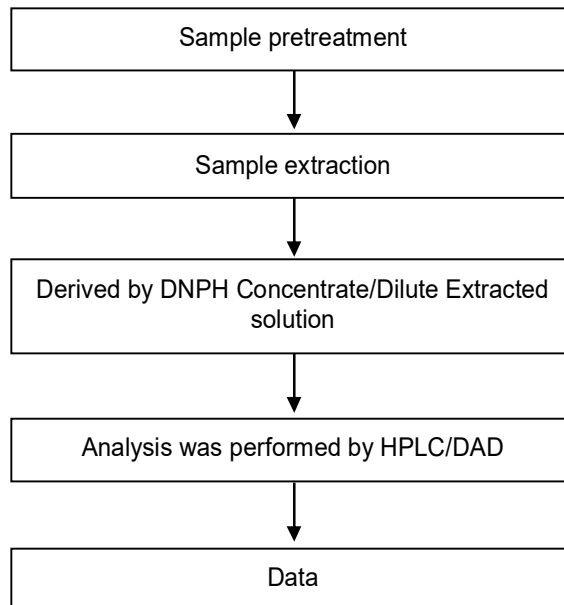 Sample pretreatment
Sample extraction
Derived by DNPH Concentrate/Dilute Extracted
solution
Analysis was performed by HPLC/DAD
Data